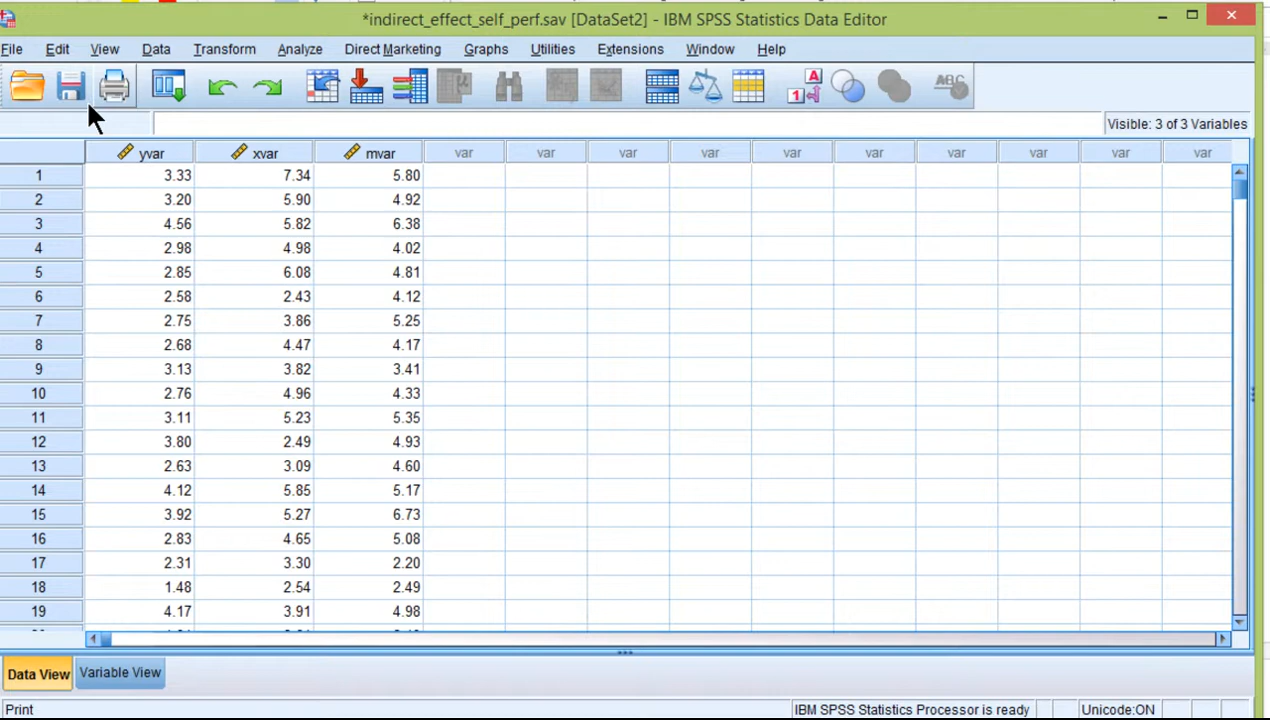 *indirect_effect_self_perf.sav [DataSet2] - IBM SPSS Statistics Data Editor
File Edit View Data Transform Analyze Direct Marketing Graphs Utilities Extensions Window Help
A
1
ABC
Visible: 3 of 3 Variables
yvar xvar mvar var var var var var var var var var var
1 3.33 7.34 5.80
2 3.20 5.90 4.92
3 4.56 5.82 6.38
4 2.98 4.98 4.02
5 2.85 6.08 4.81
6 2.58 2.43 4.12
7 2.75 3.86 5.25
8 2.68 4.47 4.17
9 3.13 3.82 3.41
10 2.76 4.96 4.33
11 3.11 5.23 5.35
12 3.80 2.49 4.93
13 2.63 3.09 4.60
14 4.12 5.85 5.17
15 3.92 5.27 6.73
16 2.83 4.65 5.08
17 2.31 3.30 2.20
18 1.48 2.54 2.49
19 4.17 3.91 4.98
Data View Variable View
Print IBM SPSS Statistics Processor is ready Unicode:ON